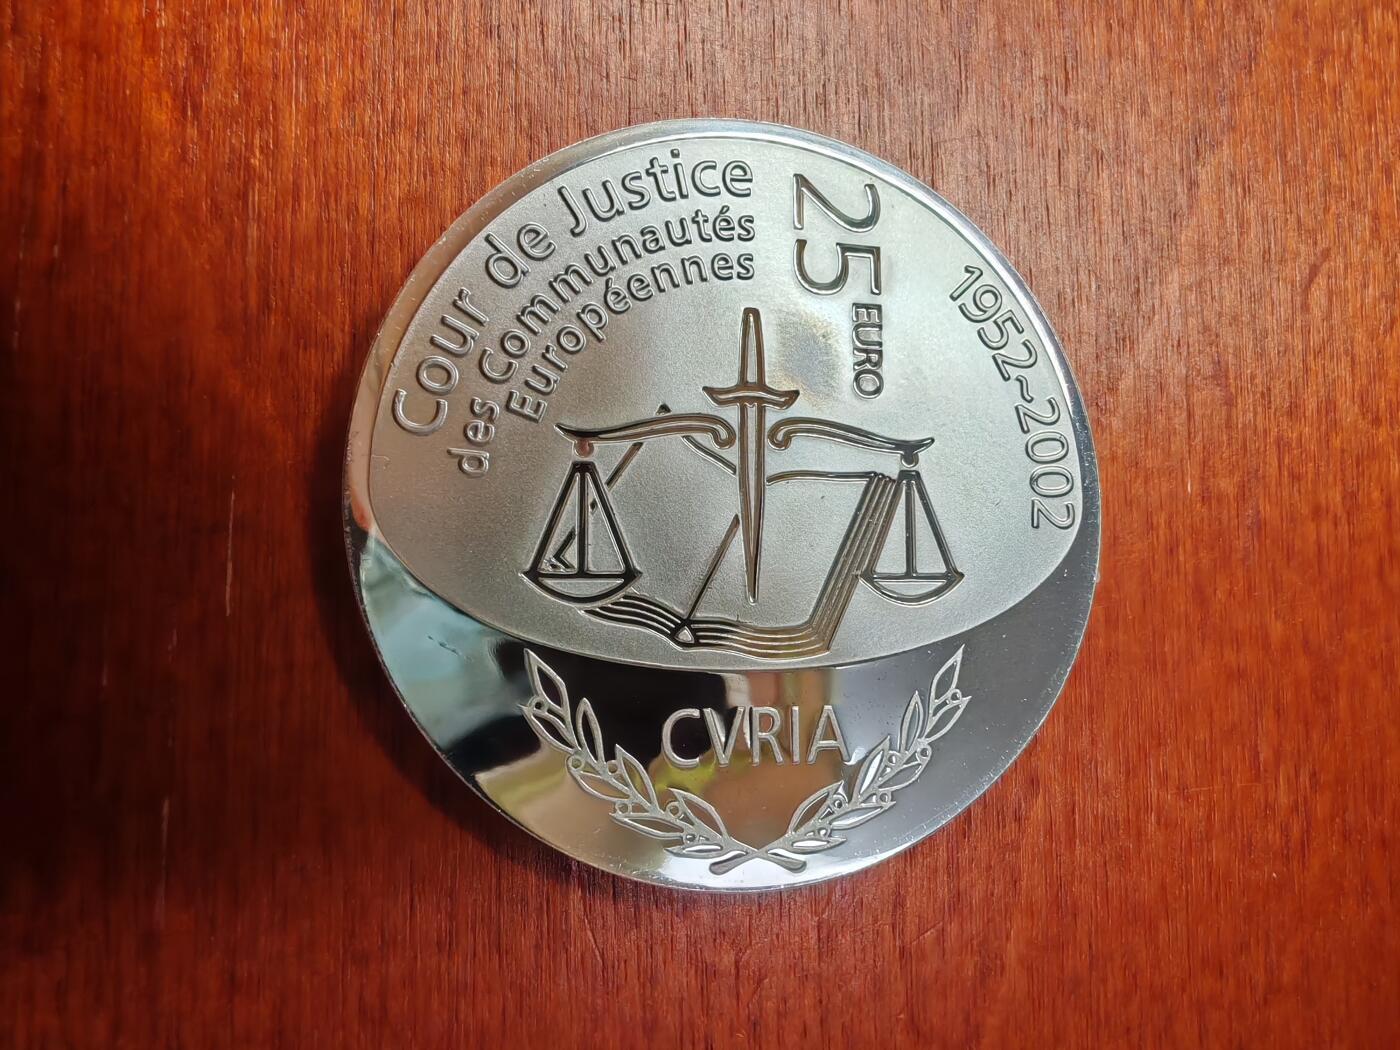 Cour de Justice
des Communautés
Européennes
25 EURO
1952~2002
CVRIA